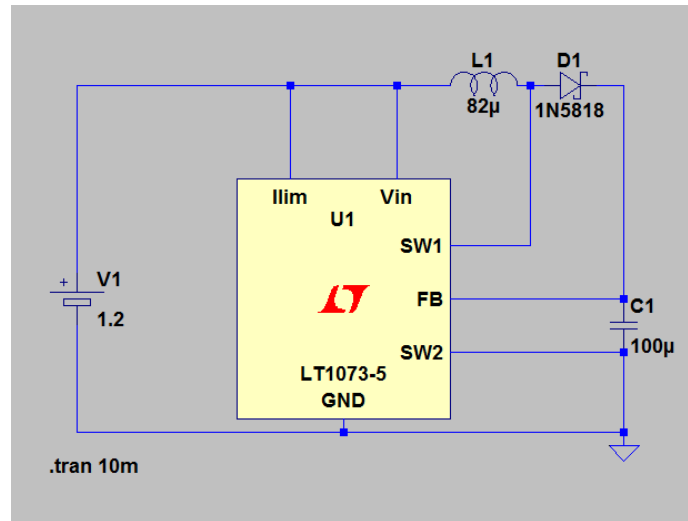 L1
D1
82µ
1N5818
Ilim
Vin
U1
SW1
+
V1
FB
C1
1.2
SW2
100µ
LT1073-5
GND
.tran 10m